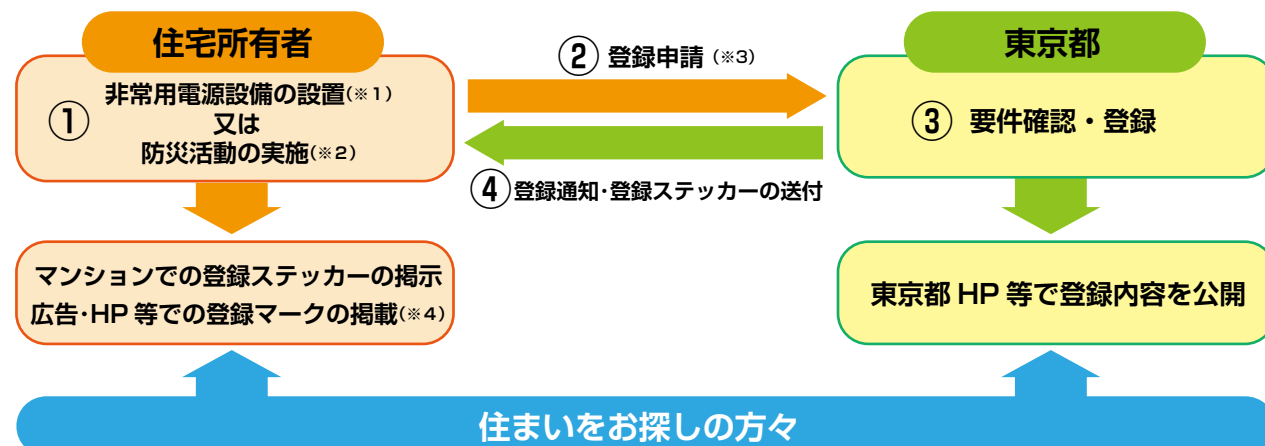 住宅所有者
① 非常用電源設備の設置(※1)
又は
防災活動の実施(※2)
② 登録申請 (※3)
東京都
③ 要件確認・登録
④登録通知・登録ステッカーの送付
マンションでの登録ステッカーの掲示
広告・HP 等での登録マークの掲載(※4)
東京都 HP 等で登録内容を公開
住まいをお探しの方々